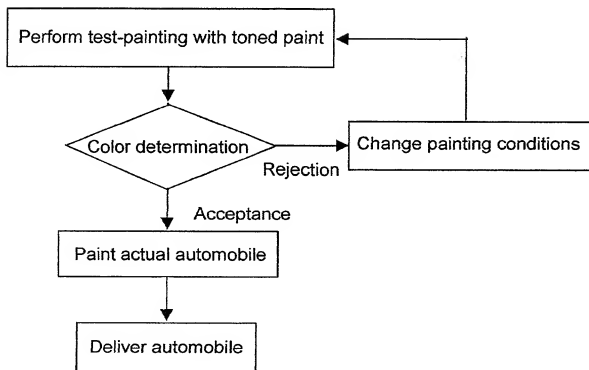 Perform test-painting with toned paint
Color determination
Change painting conditions
Rejection
Acceptance
Paint actual automobile
Deliver automobile